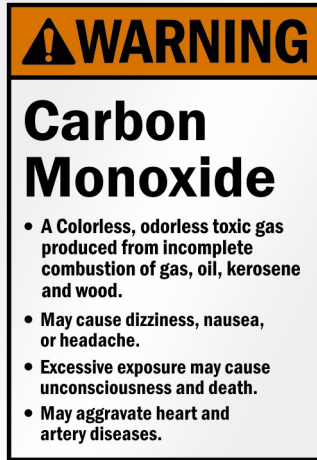 WARNING
Carbon
Monoxide
• A Colorless, odorless toxic gas
produced from incomplete
combustion of gas, oil, kerosene
and wood.
• May cause dizziness, nausea,
or headache.
• Excessive exposure may cause
unconsciousness and death.
• May aggravate heart and
artery diseases.